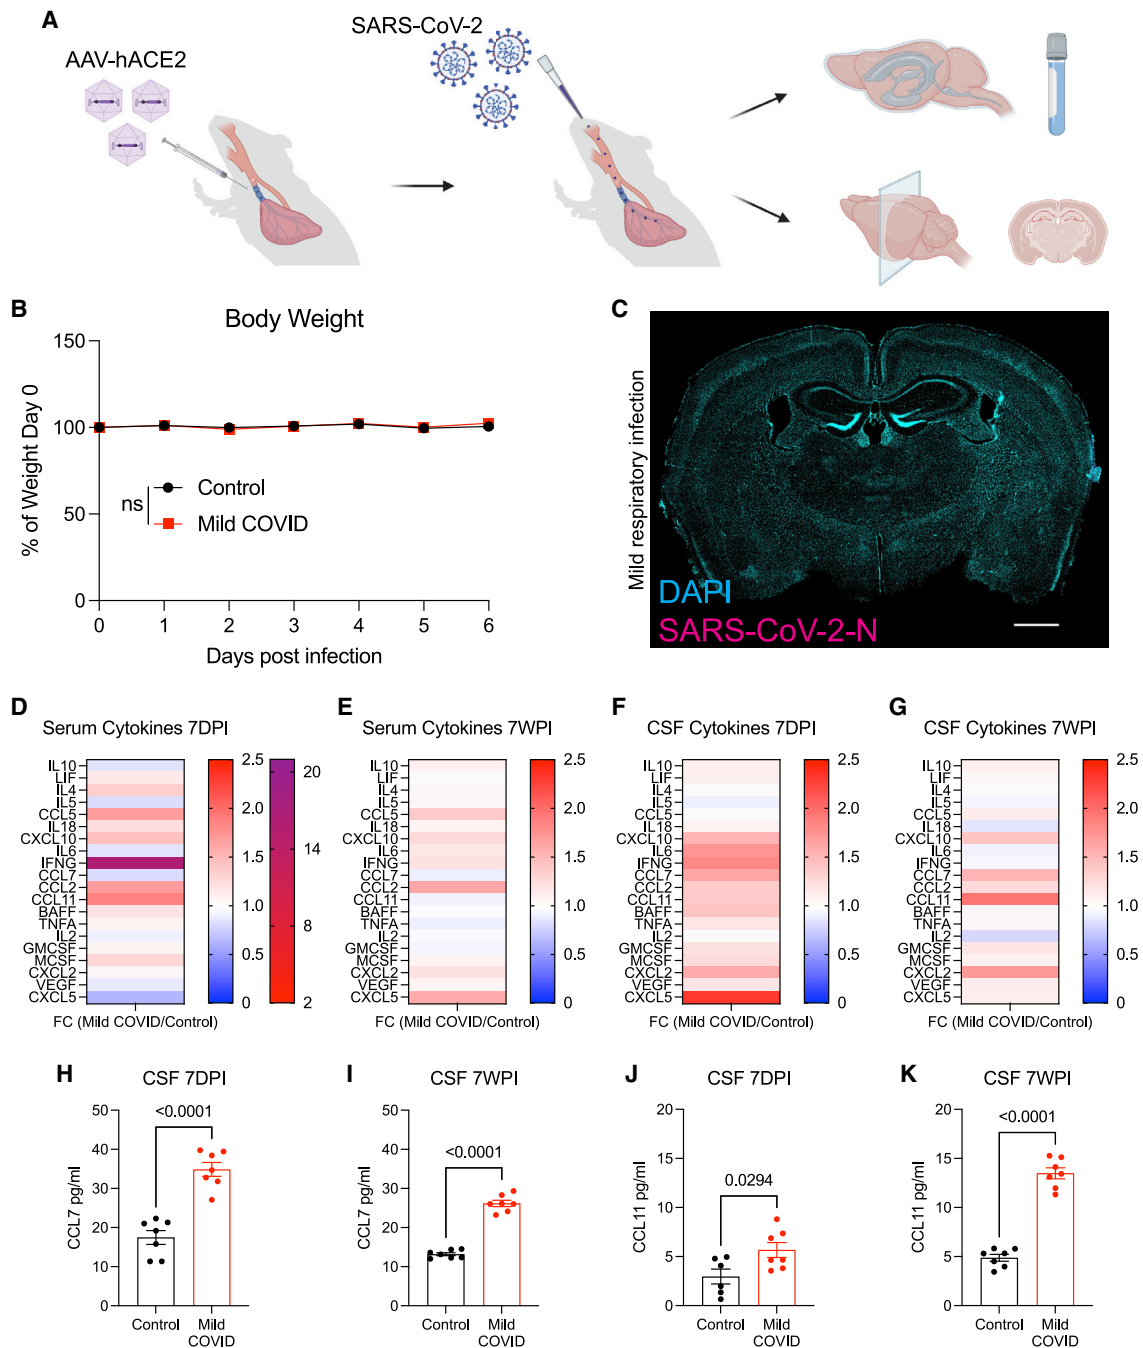 A
AAV-hACE2
SARS-CoV-2
B
Body Weight
% of Weight Day 0
150
100
50
0
ns
Control
Mild COVID
0 1 2 3 4 5 6
Days post infection
C
Mild respiratory infection
DAPI
SARS-CoV-2-N
D
Serum Cytokines 7DPI
IL10
LIF
IL4
IL5
CCL5
IL18
CXCL10
IL6
IFNG
CCL7
CCL2
CCL11
BAFF
TNFA
IL2
GMCSF
MCSF
CXCL2
VEGF
CXCL5
2.5
2.0
1.5
1.0
0.5
0
20
14
8
2
FC (Mild COVID/Control)
E
Serum Cytokines 7WPI
IL10
LIF
IL4
IL5
CCL5
IL18
CXCL10
IL6
IFNG
CCL7
CCL2
CCL11
BAFF
TNFA
IL2
GMCSF
MCSF
CXCL2
VEGF
CXCL5
2.5
2.0
1.5
1.0
0.5
0
F
CSF Cytokines 7DPI
IL10
LIF
IL4
IL5
CCL5
IL18
CXCL10
IL6
IFNG
CCL7
CCL2
CCL11
BAFF
TNFA
IL2
GMCSF
MCSF
CXCL2
VEGF
CXCL5
2.5
2.0
1.5
1.0
0.5
0
FC (Mild COVID/Control)
G
CSF Cytokines 7WPI
IL10
LIF
IL4
IL5
CCL5
IL18
CXCL10
IL6
IFNG
CCL7
CCL2
CCL11
BAFF
TNFA
IL2
GMCSF
MCSF
CXCL2
VEGF
CXCL5
2.5
2.0
1.5
1.0
0.5
0
FC (Mild COVID/Control)
FC (Mild COVID/Control)
H
CSF 7DPI
CCL7 pg/ml
50
40
30
20
10
0
<0.0001
Control
Mild
COVID
I
CSF 7WPI
CCL7 pg/ml
50
40
30
20
10
0
<0.0001
Control
Mild
COVID
J
CSF 7DPI
CCL11 pg/ml
20
15
10
5
0
0.0294
Control
Mild
COVID
K
CSF 7WPI
CCL11 pg/ml
20
15
10
5
0
<0.0001
Control
Mild
COVID